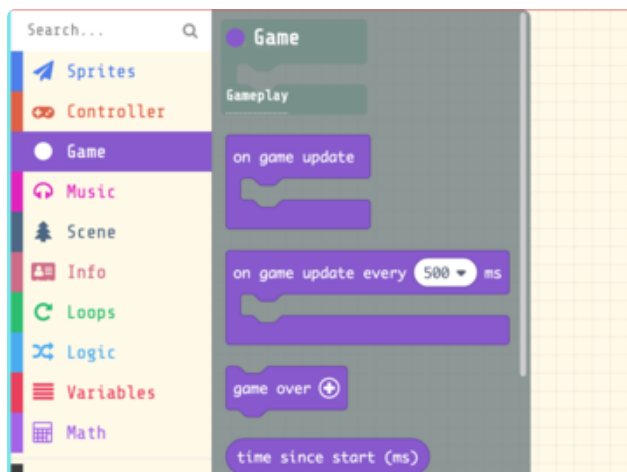 Search...
Sprites
Controller
Game
Music
Scene
Info
Loops
Logic
Variables
Math
Game
Gameplay
on game update
on game update every 500 ms
game over
time since start (ms)